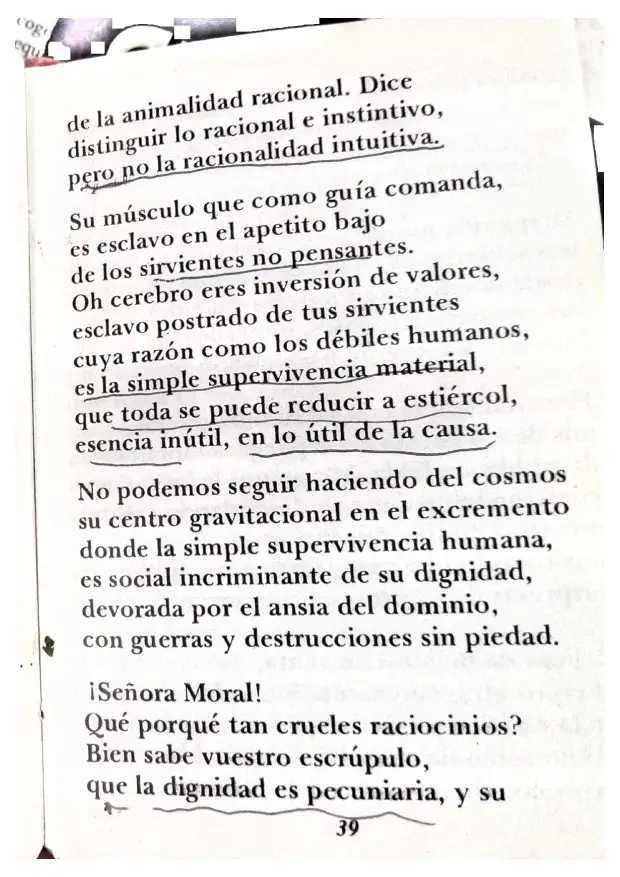 cog
equ
de la animalidad racional. Dice
distinguir lo racional e instintivo,
pero no la racionalidad intuitiva.
Su músculo que como guía comanda,
es esclavo en el apetito bajo
de los sirvientes no pensantes.
Oh cerebro eres inversión de valores,
esclavo postrado de tus sirvientes
cuya razón como los débiles humanos,
es la simple supervivencia material,
que toda se puede reducir a estiércol,
esencia inútil, en lo útil de la causa.
No podemos seguir haciendo del cosmos
su centro gravitacional en el excremento
donde la simple supervivencia humana,
es social incriminante de su dignidad,
devorada por el ansia del dominio,
con guerras y destrucciones sin piedad.
¡Señora Moral!
Qué porqué tan crueles raciocinios?
Bien sabe vuestro escrúpulo,
que la dignidad es pecuniaria, y su
39